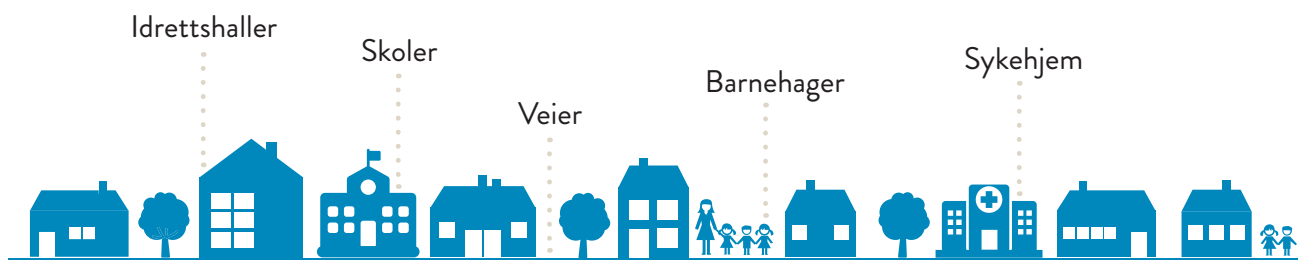 Idrettshaller
Skoler
Veier
Barnehager
Sykehjem